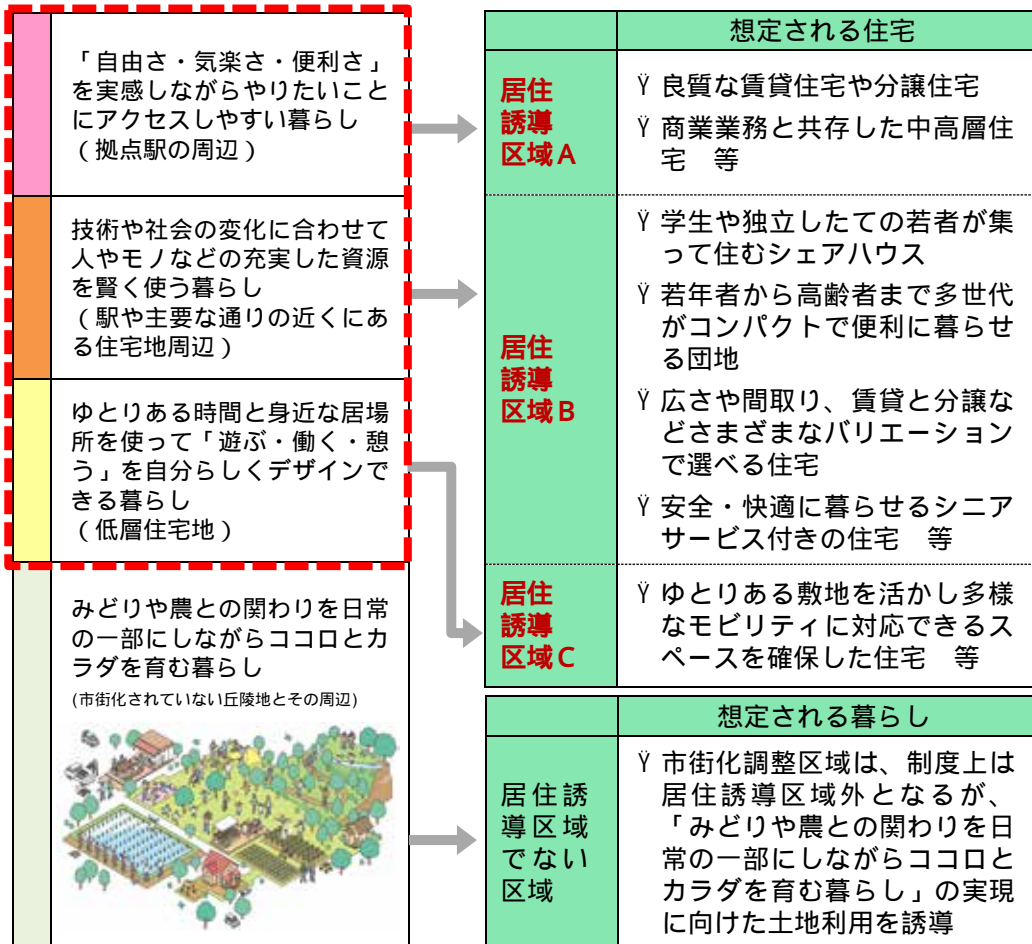 「自由さ・気楽さ・便利さ」
を実感しながらやりたいこと
にアクセスしやすい暮らし
(拠点駅の周辺)
技術や社会の変化に合わせて
人やモノなどの充実した資源
を賢く使う暮らし
(駅や主要な通りの近くにあ
る住宅地周辺)
ゆとりある時間と身近な居場
所を使って「遊ぶ・働く・憩
う」を自分らしくデザインで
きる暮らし
(低層住宅地)
みどりや農との関わりを日常
の一部にしながらココロとカ
ラダを育む暮らし
(市街化されていない丘陵地とその周辺)
想定される住宅
居住
誘導
区域A
Ÿ 良質な賃貸住宅や分譲住宅
Ÿ 商業業務と共存した中高層住
宅 等
居住
誘導
区域B
Ÿ 学生や独立したての若者が集
って住むシェアハウス
Ÿ 若年者から高齢者まで多世代
がコンパクトで便利に暮らせ
る団地
Ÿ 広さや間取り、賃貸と分譲な
どさまざまなバリエーション
で選べる住宅
Ÿ 安全・快適に暮らせるシニア
サービス付きの住宅 等
居住
誘導
区域C
Ÿ ゆとりある敷地を活かし多様
なモビリティに対応できるス
ペースを確保した住宅 等
想定される暮らし
居住誘
導区域
でない
区域
Ÿ 市街化調整区域は、制度上は
居住誘導区域外となるが、
「みどりや農との関わりを日
常の一部にしながらココロと
カラダを育む暮らし」の実現
に向けた土地利用を誘導